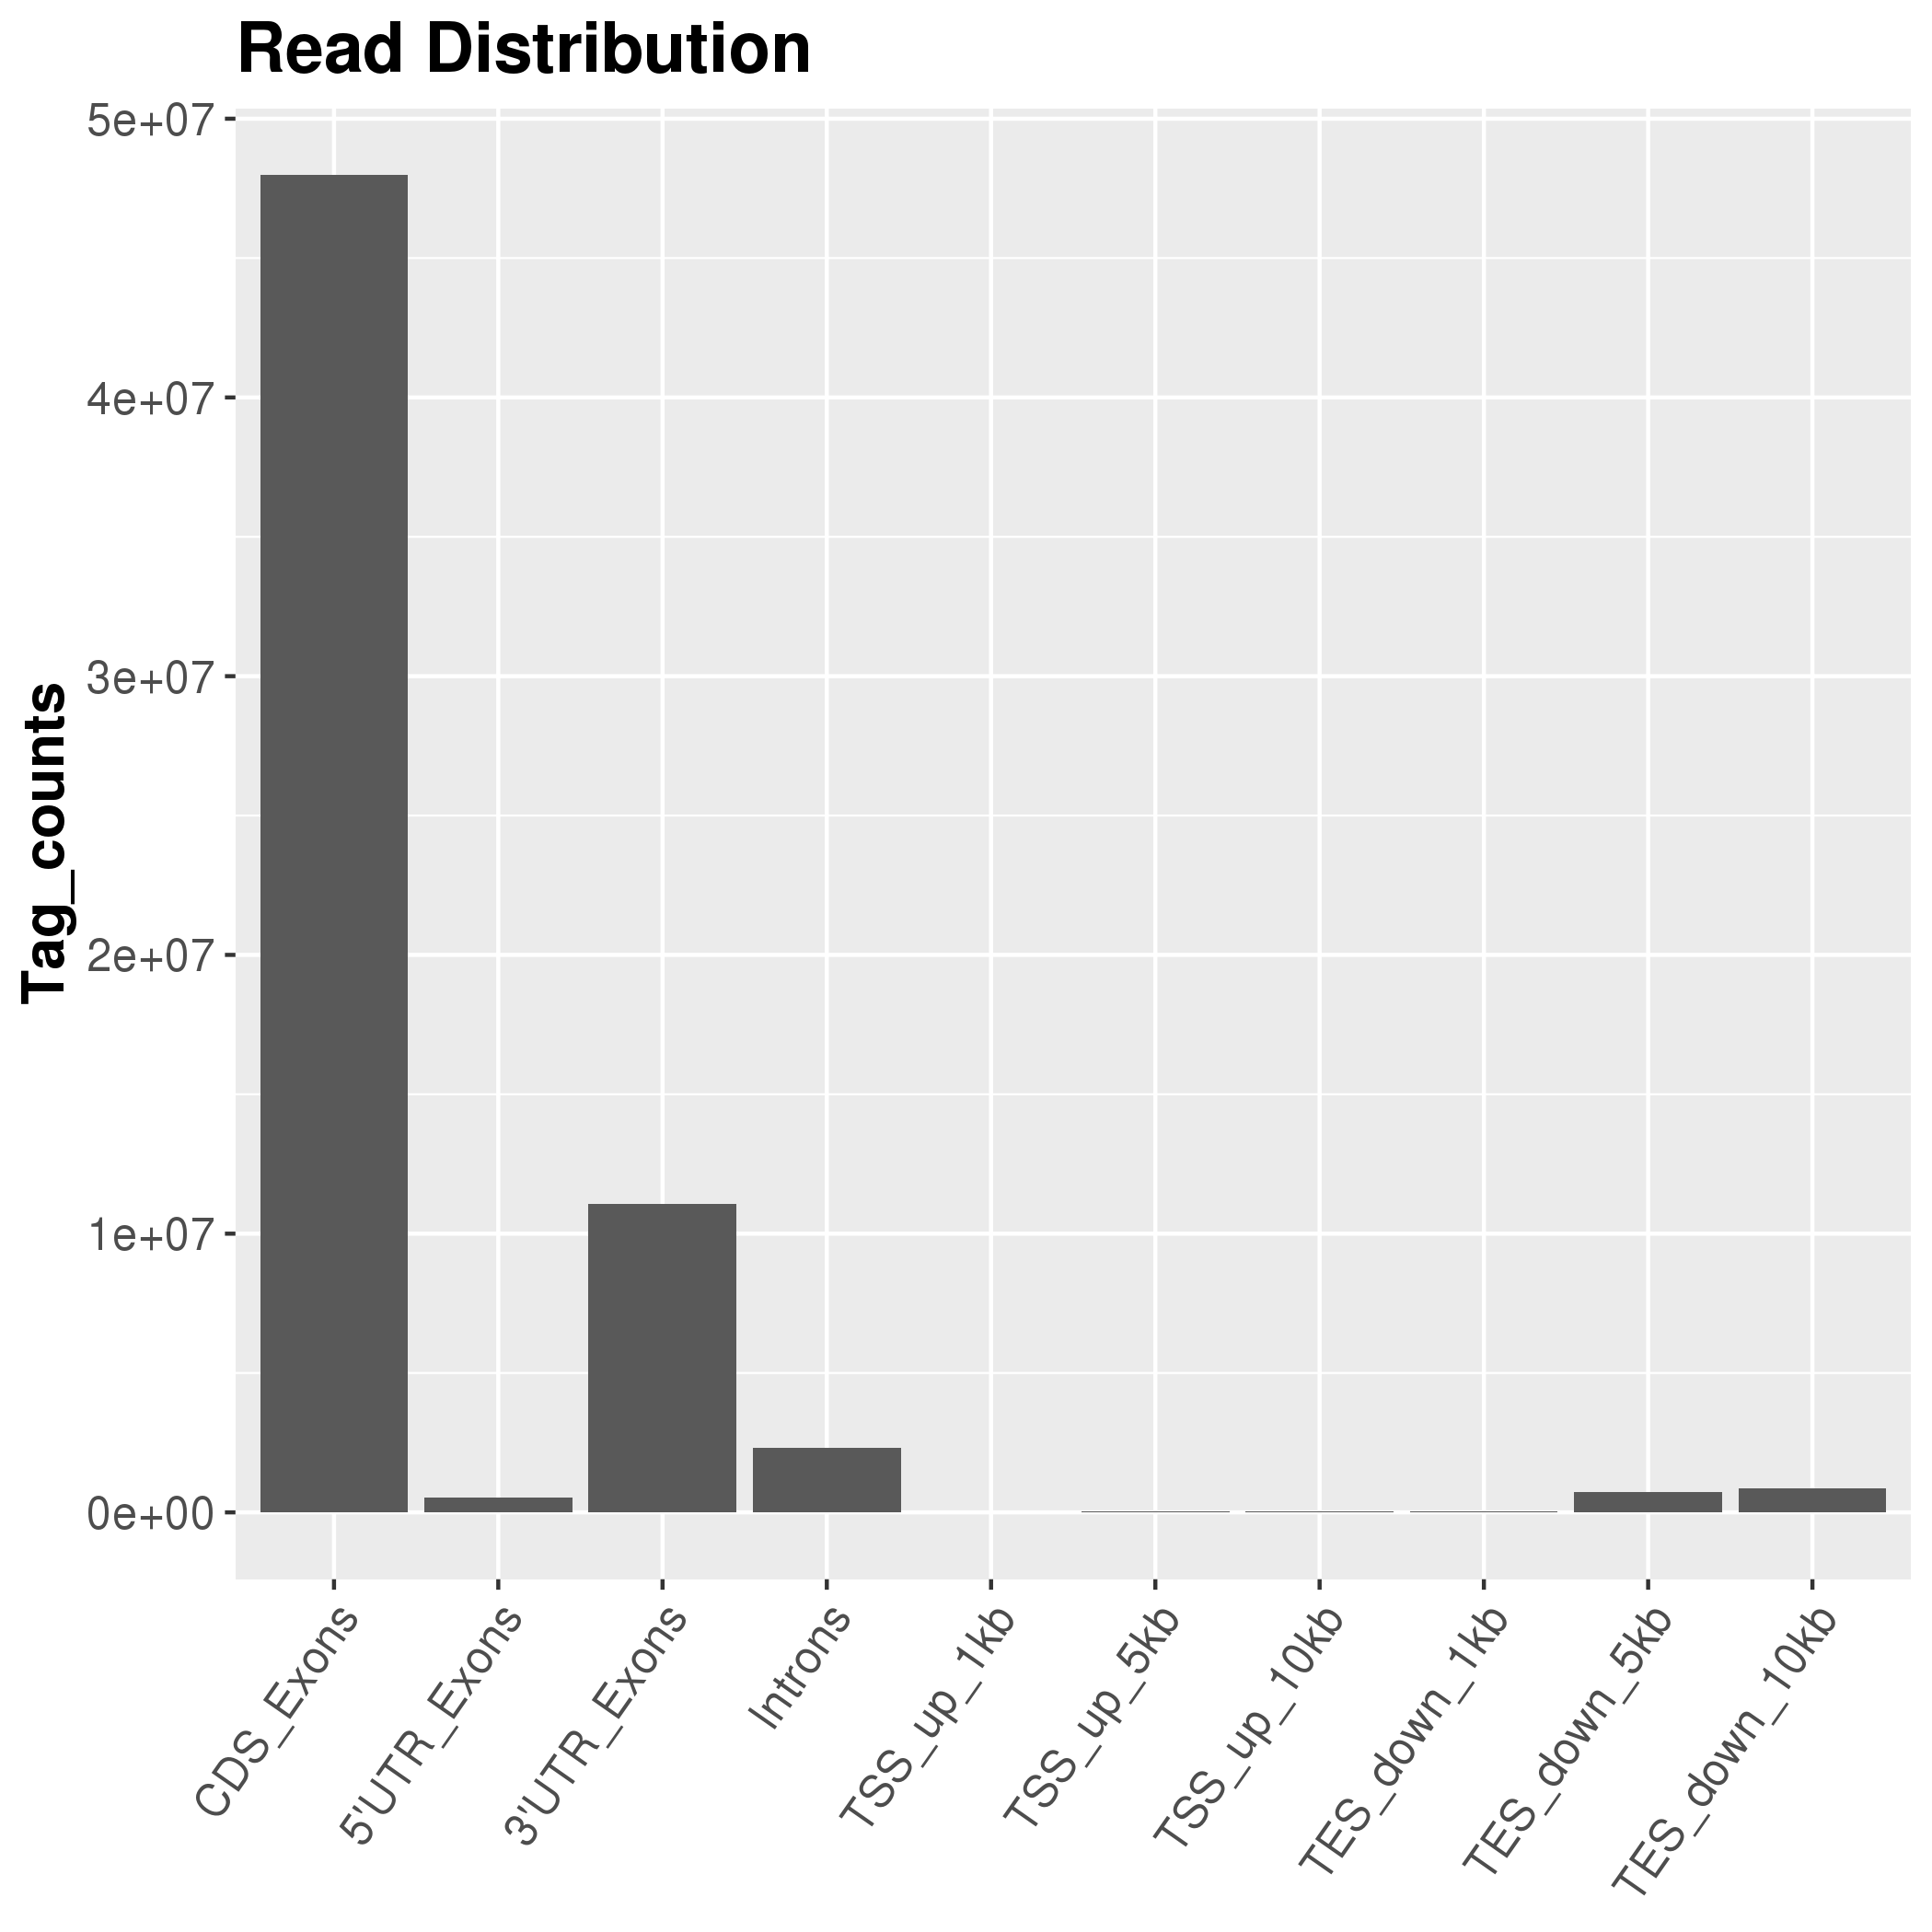 Read Distribution
Tag_counts
5e+07
4e+07
3e+07
2e+07
1e+07
0e+00
CDS_Exons
5'UTR_Exons
3'UTR_Exons
Introns
TSS_up_1kb
TSS_up_5kb
TSS_up_10kb
TES_down_1kb
TES_down_5kb
TES_down_10kb